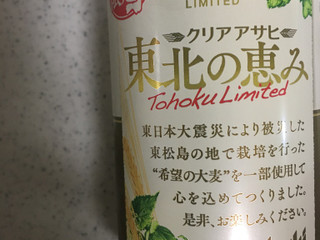 LIMITED
クリアアサヒ
東北の恵み
Tohoku Limited
東日本大震災により被災した
東松島の地で栽培を行った
“希望の大麦”を一部使用して
心を込めてつくりました。
是非、お楽しみください。